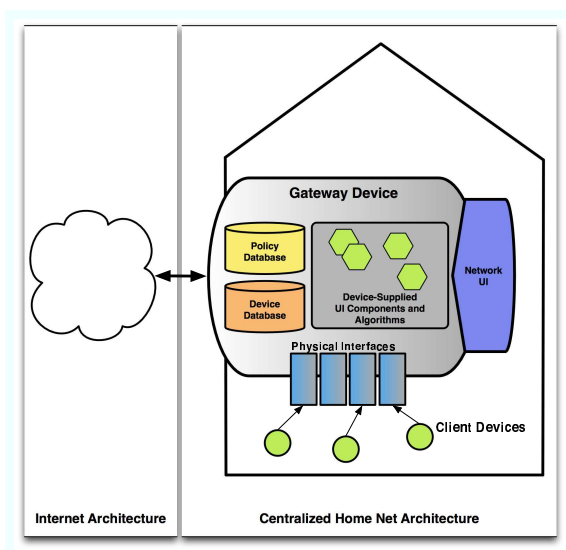 Gateway Device
Policy
Database
Device
Database
Device-Supplied
UI Components and
Algorithms
Network
UI
Physical Interfaces
Client Devices
Internet Architecture
Centralized Home Net Architecture